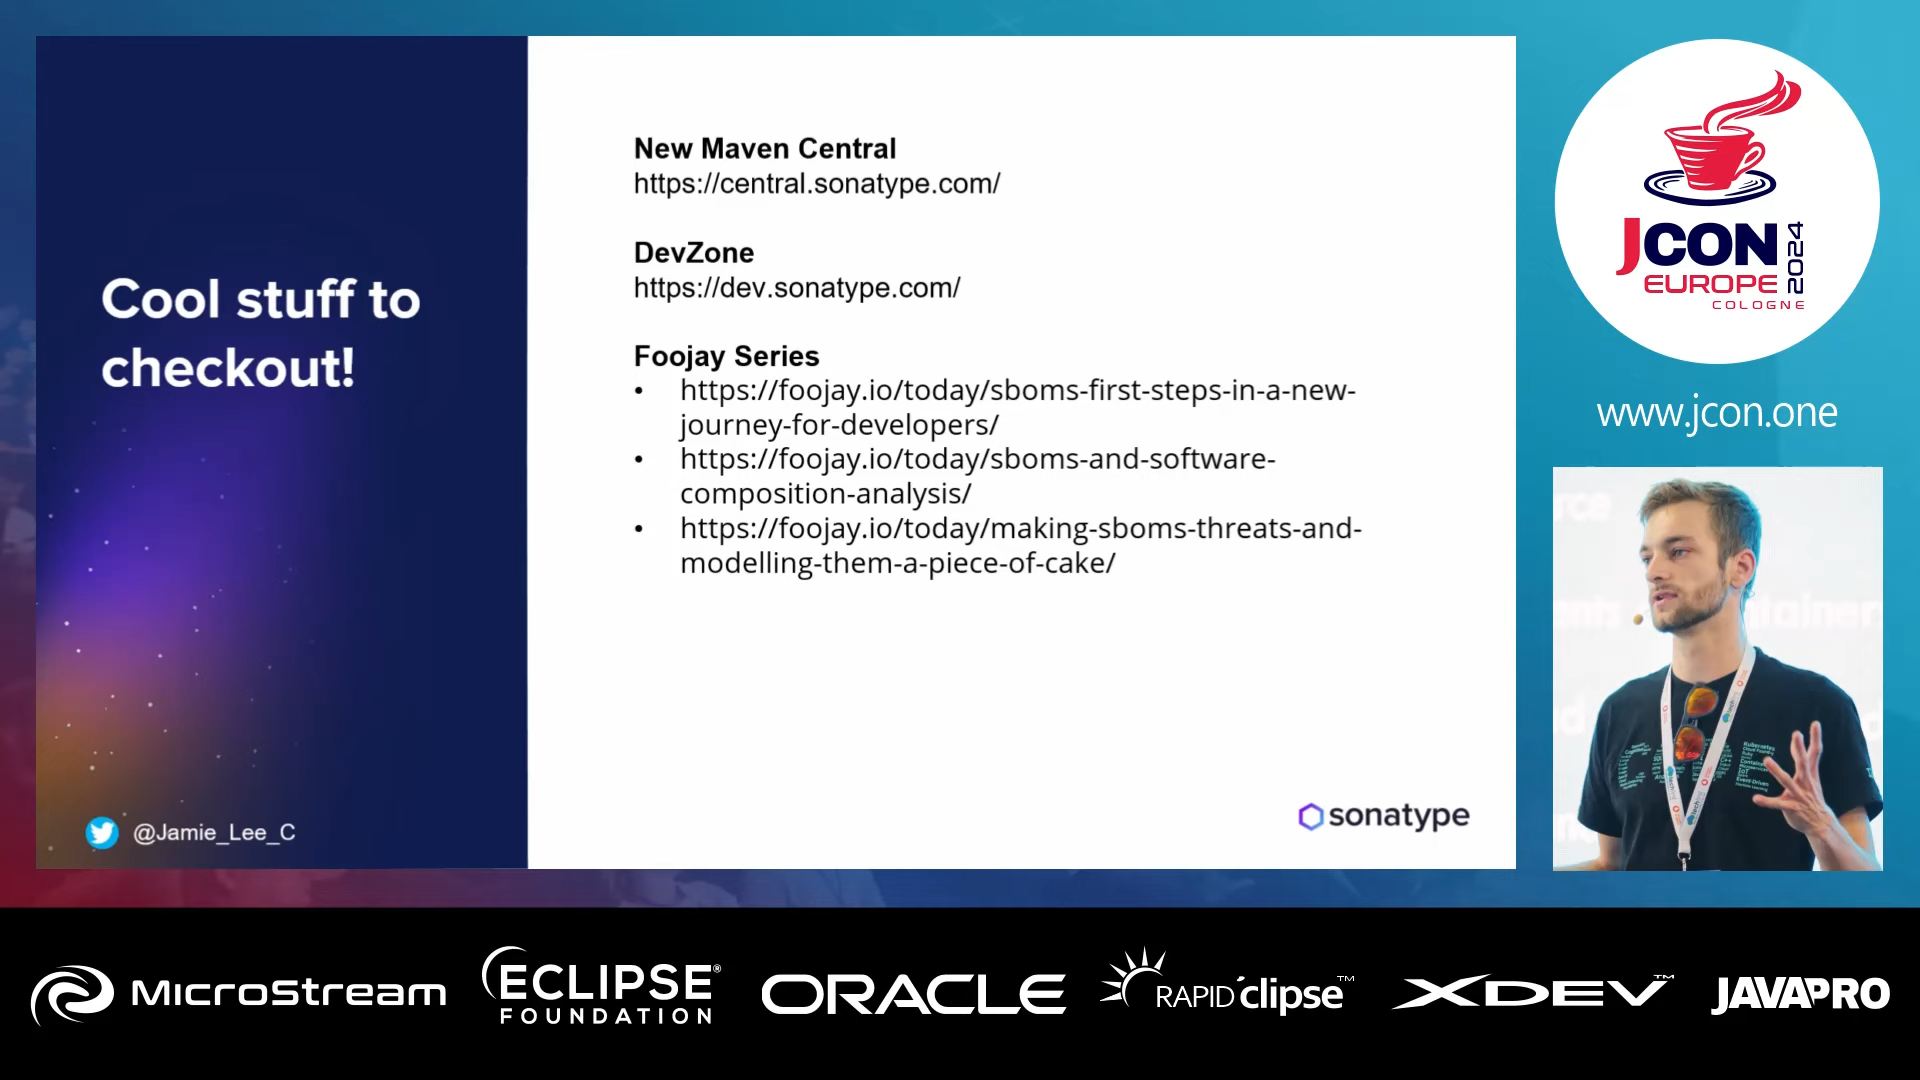 Cool stuff to
checkout!
@Jamie_Lee_C
New Maven Central
https://central.sonatype.com/
DevZone
https://dev.sonatype.com/
Foojay Series
• https://foojay.io/today/sboms-first-steps-in-a-new-
journey-for-developers/
• https://foojay.io/today/sboms-and-software-
composition-analysis/
• https://foojay.io/today/making-sboms-threats-and-
modelling-them-a-piece-of-cake/
sonatype
JCON
EUROPE
2024
COLOGNE
www.jcon.one
MicroStream
ECLIPSE®
FOUNDATION
ORACLE
RAPIDclipse™
XDEV™
JAVAPRO